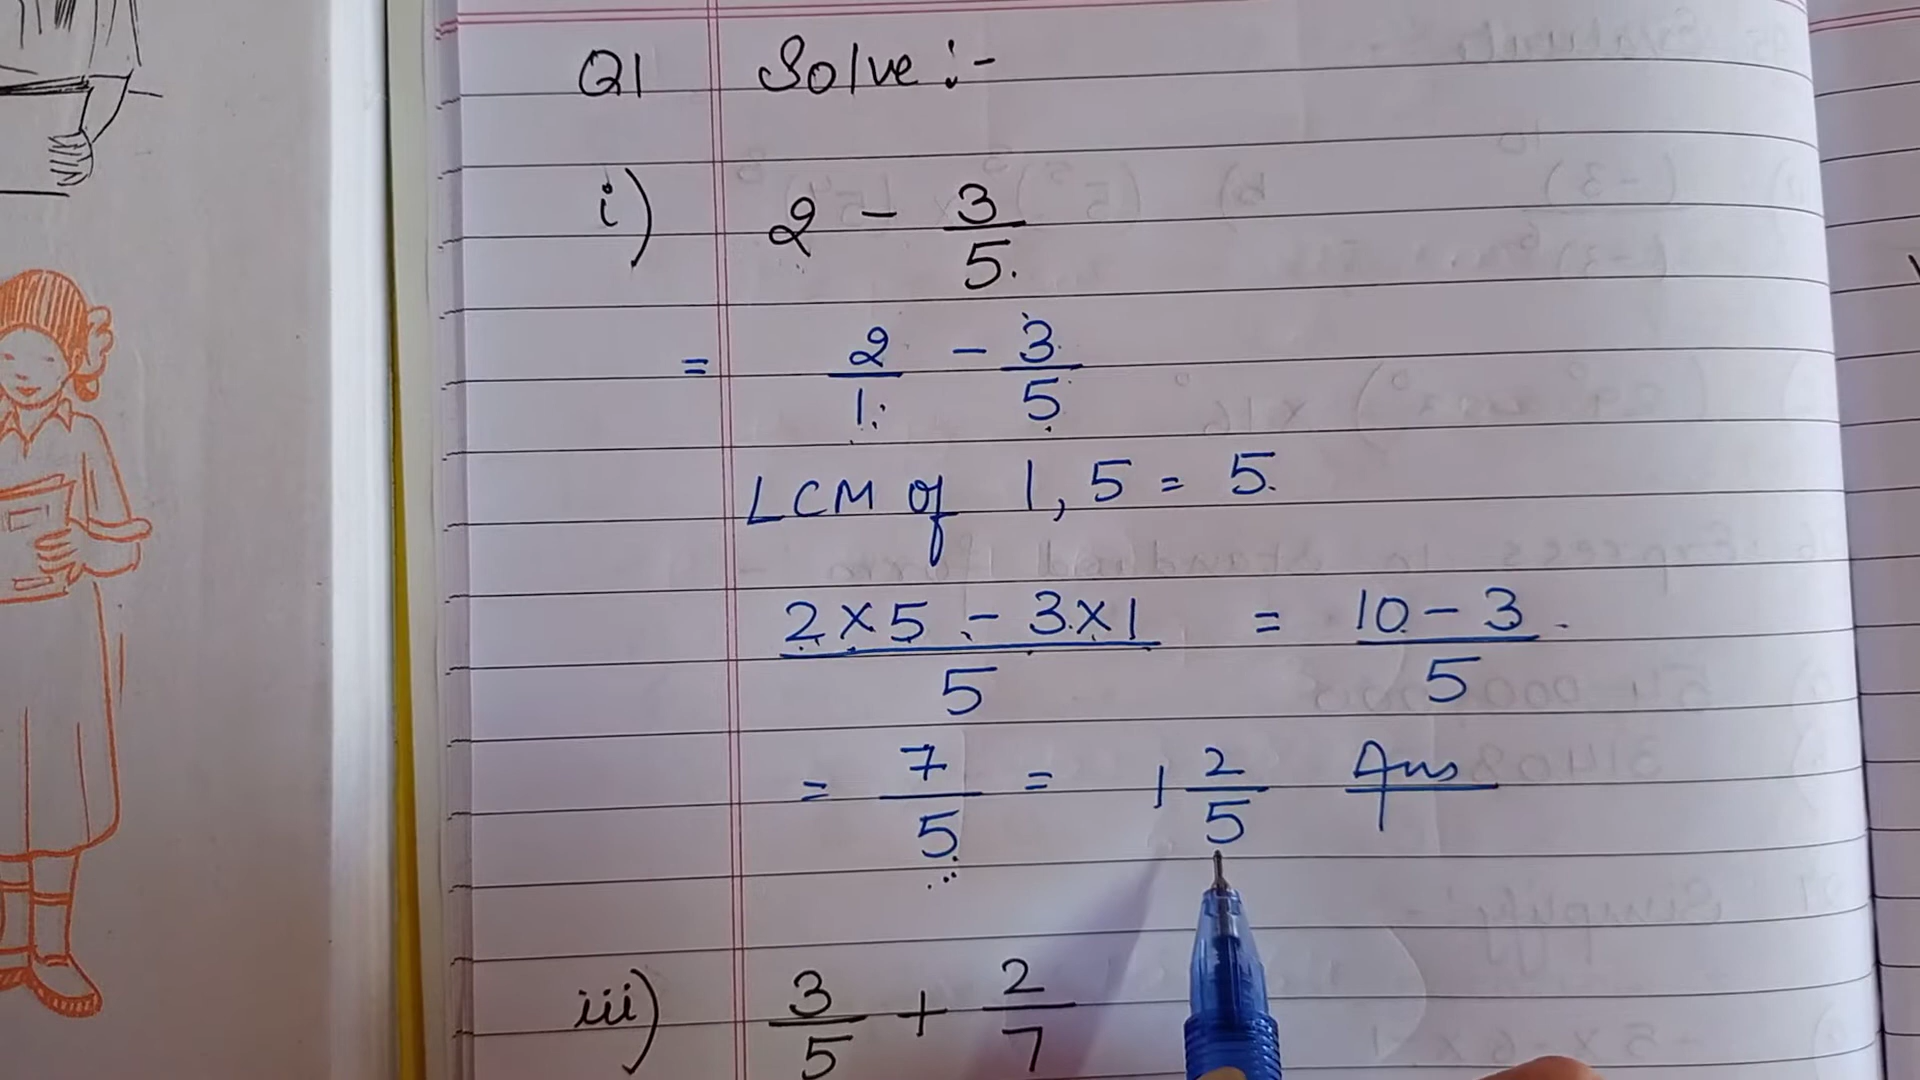 Q1 Solve :-
i) 2 - 3/5
= 2/1 - 3/5
LCM of 1, 5 = 5
2×5 - 3×1/5 = 10-3/5
= 7/5 = 1 2/5 Ans
iii) 3/5 + 2/7